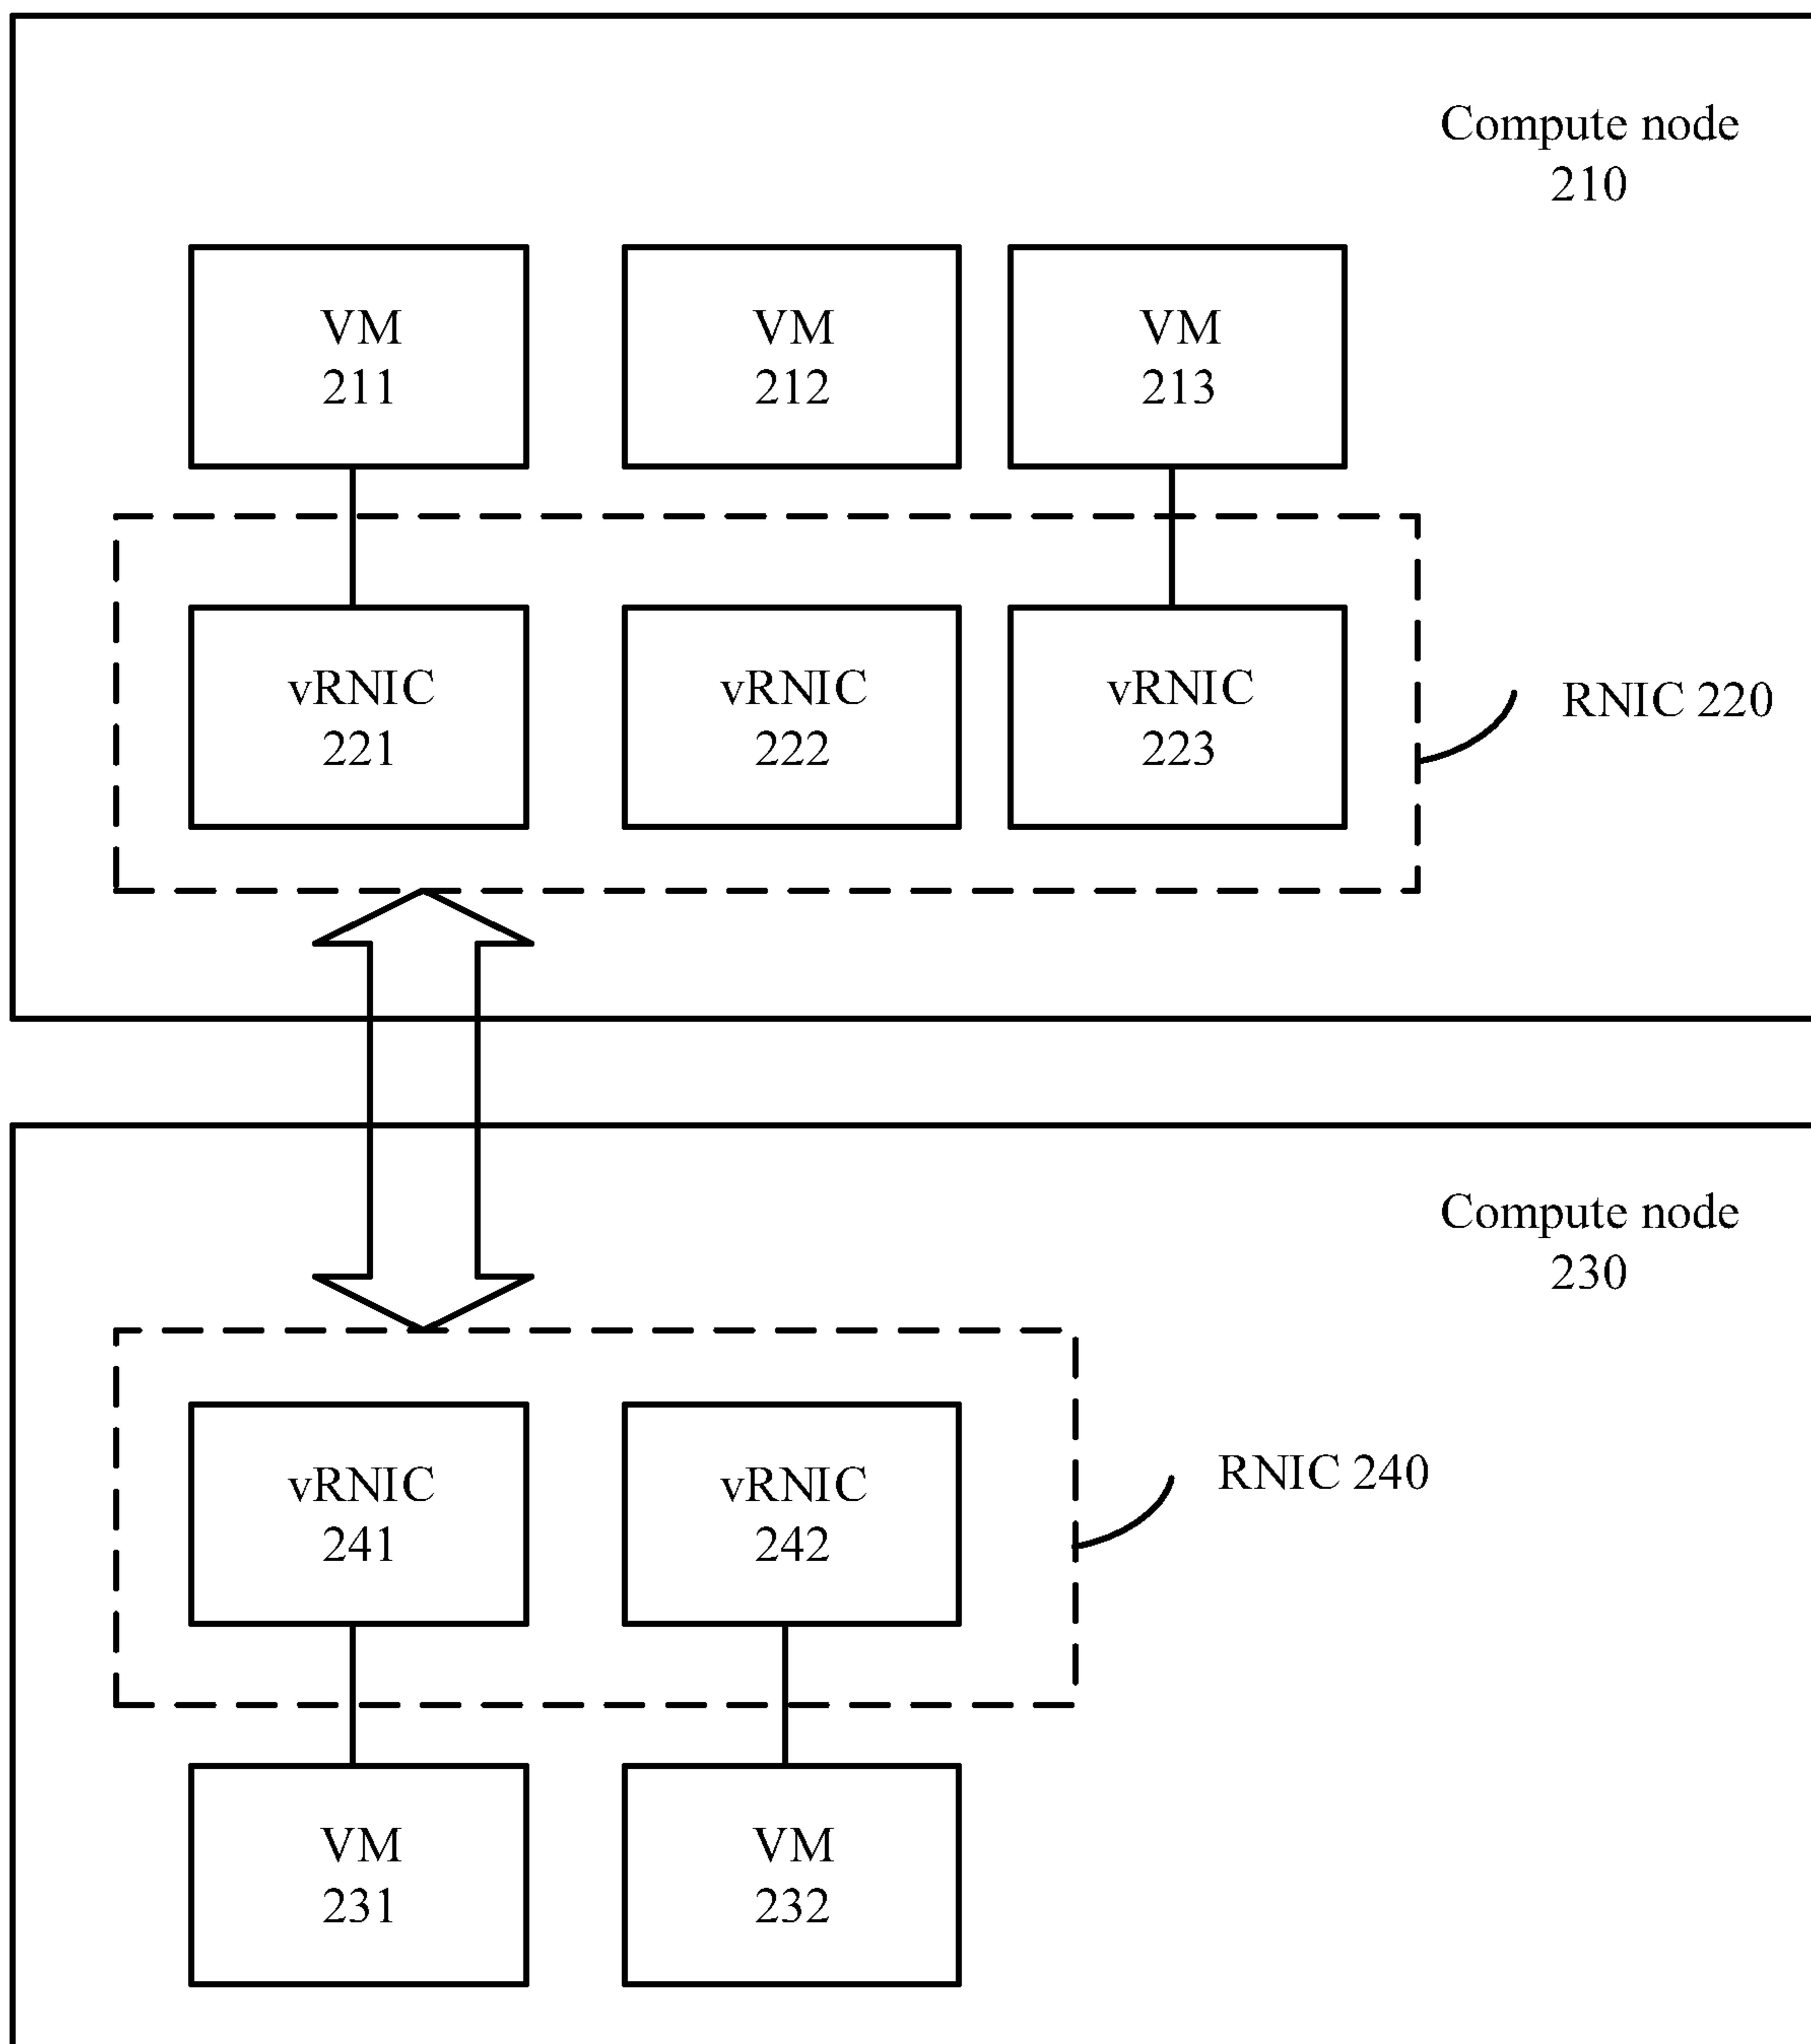 Compute node
210
VM
211
VM
212
VM
213
vRNIC
221
vRNIC
222
vRNIC
223
RNIC 220
Compute node
230
vRNIC
241
vRNIC
242
RNIC 240
VM
231
VM
232